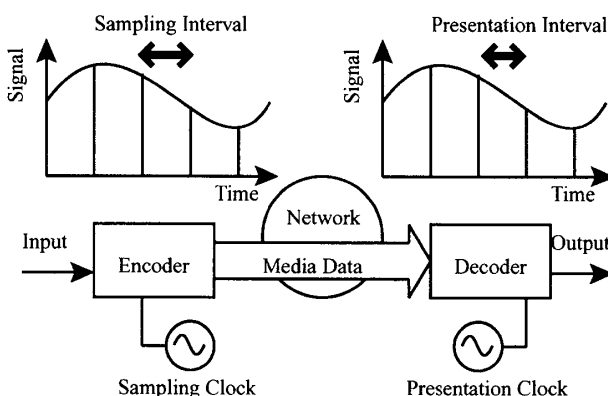 Sampling Interval
Presentation Interval
Signal
Time
Signal
Time
Network
Input
Encoder
Media Data
Decoder
Output
Sampling Clock
Presentation Clock